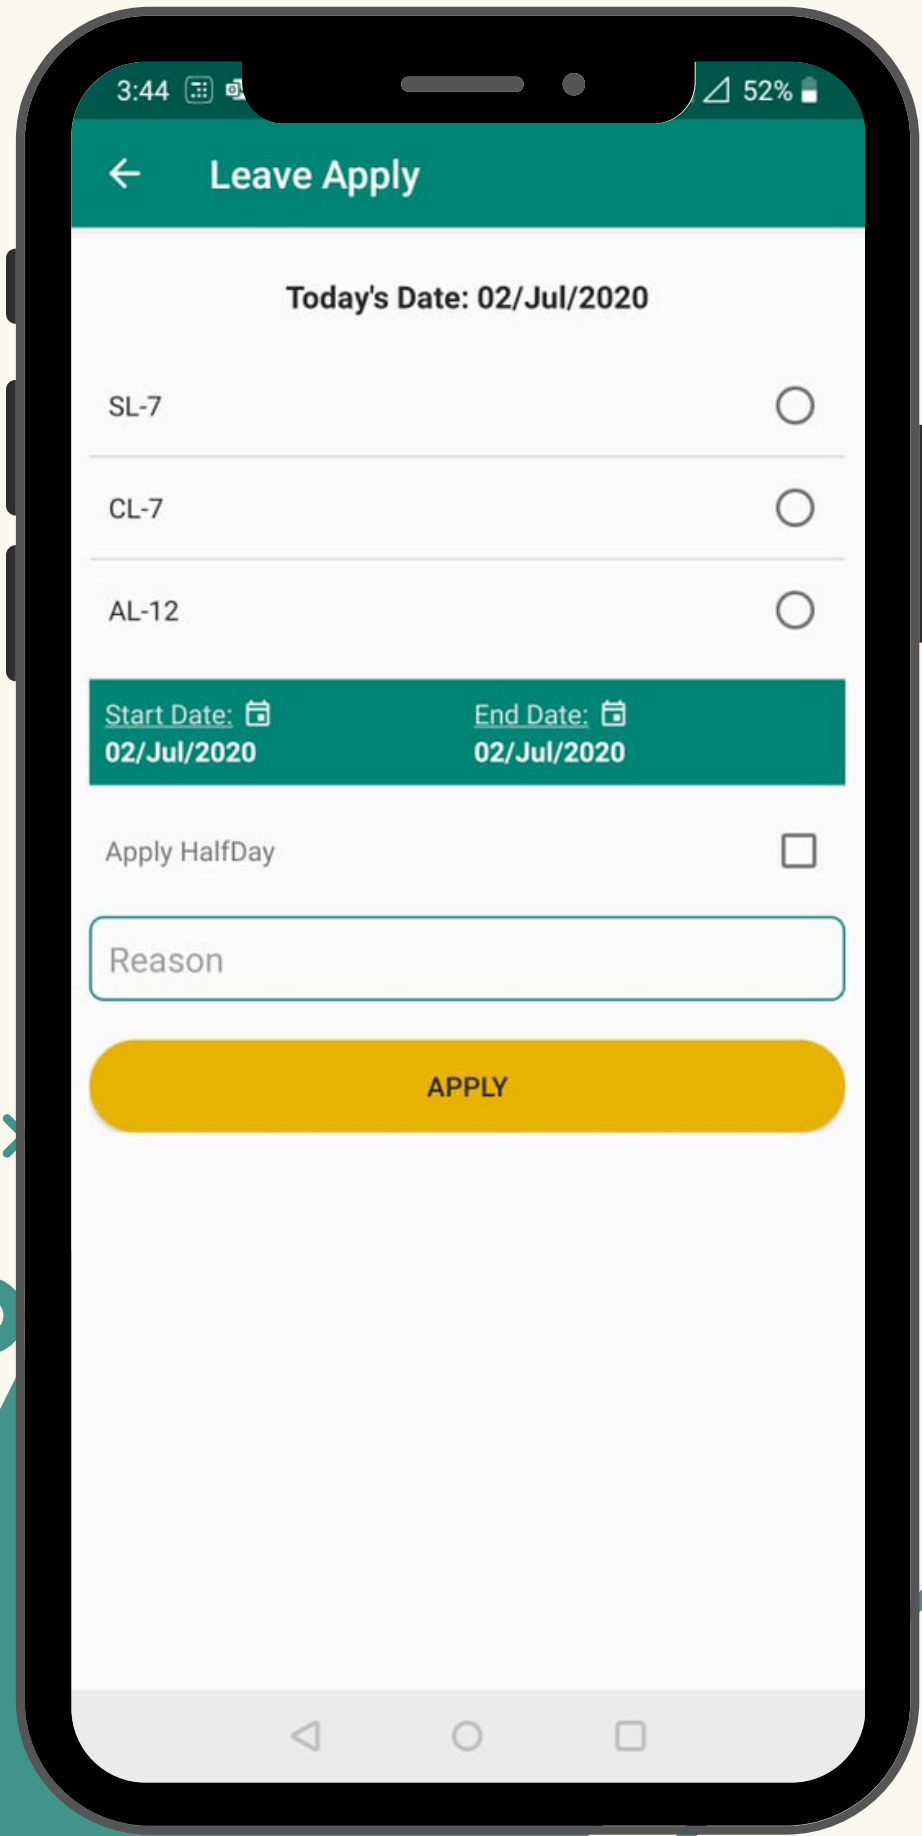 3:44 52%
Leave Apply
Today's Date: 02/Jul/2020
SL-7
CL-7
AL-12
Start Date: End Date:
02/Jul/2020 02/Jul/2020
Apply HalfDay
Reason
APPLY